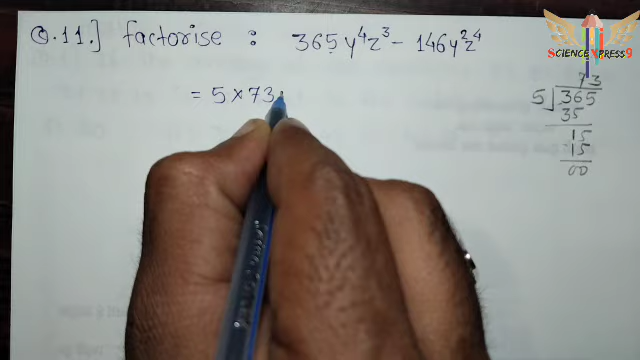 Q.11.] factorise : 365y⁴z³ - 146y²z⁴
= 5 × 73
73
5 365
35
15
15
00
SCIENCE XPRESS9